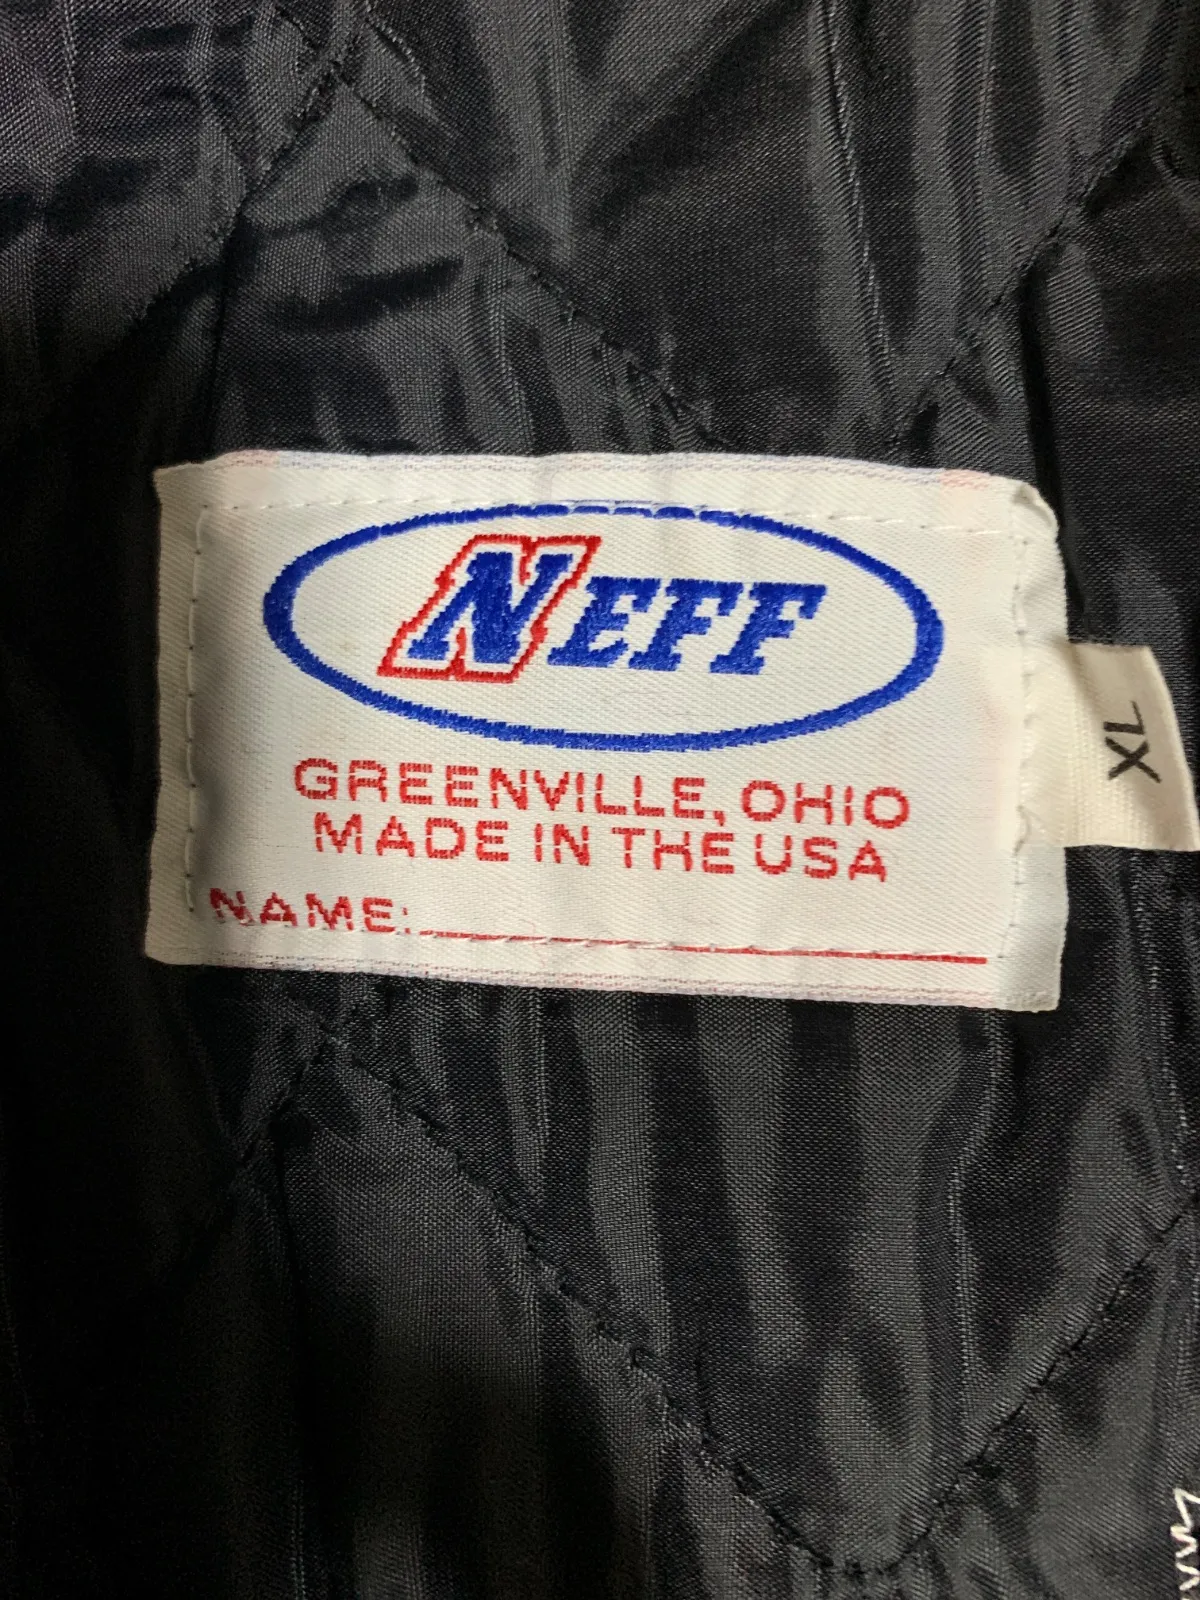 NEFF
GREENVILLE, OHIO
MADE IN THE USA
NAME:
XL